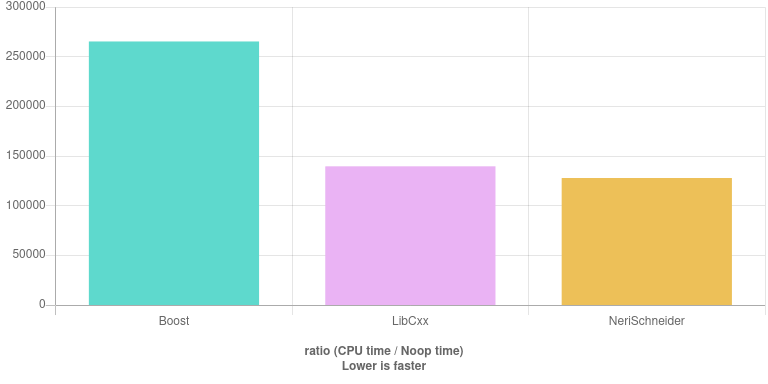 300000
250000
200000
150000
100000
50000
0
Boost LibCxx NeriSchneider
ratio (CPU time / Noop time)
Lower is faster